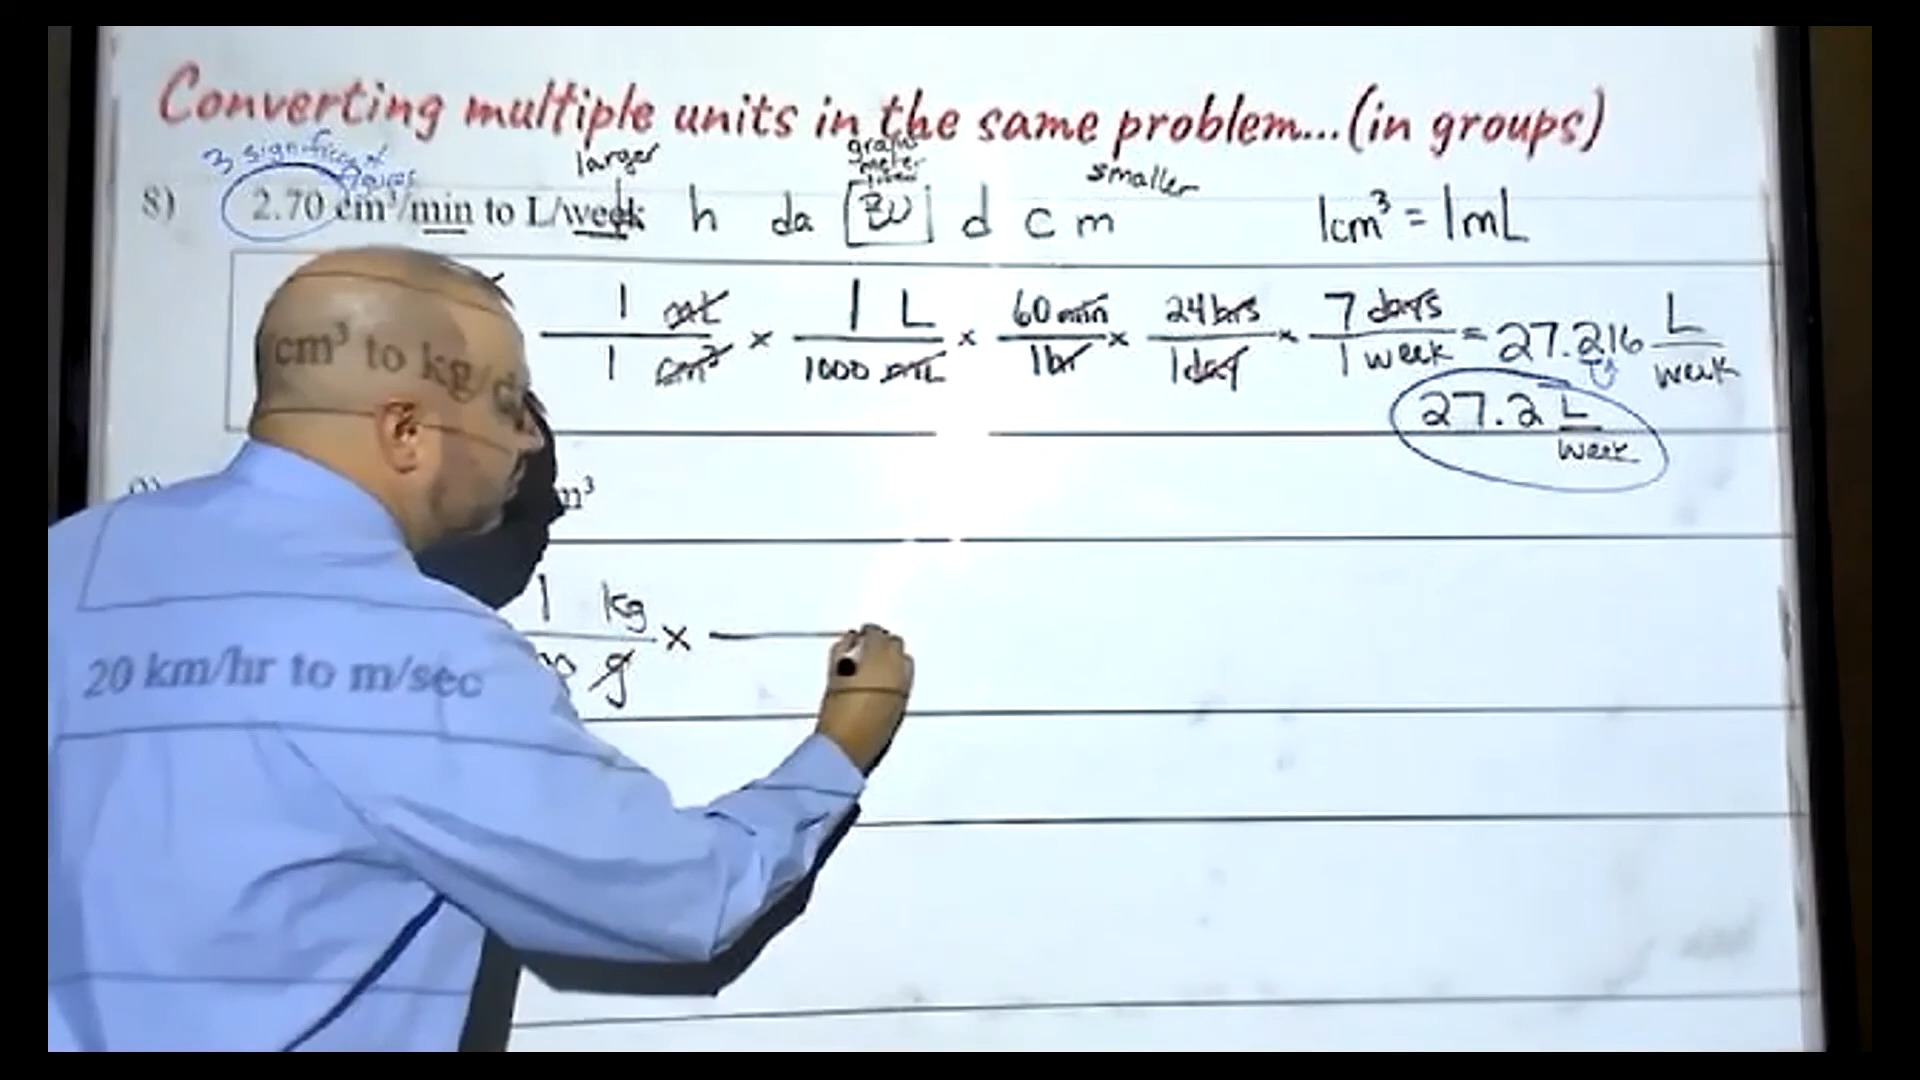 Converting multiple units in the same problem...(in groups)
3 significant figures
larger
grams
meter
liter
smaller
8) 2.70 cm³/min to L/week h da BU d c m 1cm³ = 1mL
1 mL 1 L 60 min 24 hrs 7 days
× × × × = 27.216 L
1 cm³ 1000 mL 1 hr 1 day 1 week week
27.2 L
week
cm³ to kg/d
m³
1 kg
×
g
20 km/hr to m/sec